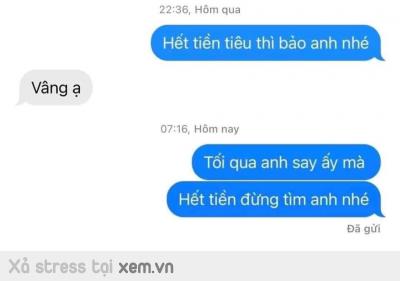 22:36, Hôm qua
Hết tiền tiêu thì bảo anh nhé
Vâng ạ
07:16, Hôm nay
Tối qua anh say ấy mà
Hết tiền đừng tìm anh nhé
Đã gửi
Xả stress tại xem.vn